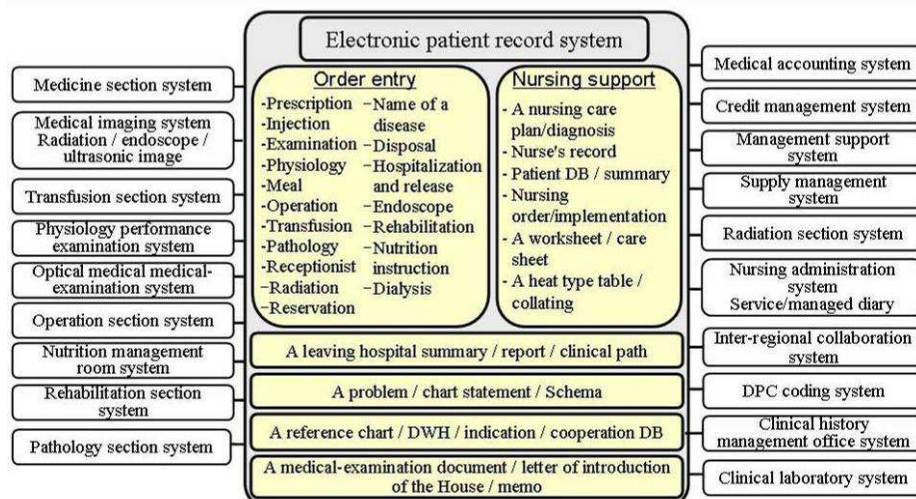 Electronic patient record system
Medicine section system
Medical imaging system
Radiation / endoscope /
ultrasonic image
Transfusion section system
Physiology performance
examination system
Optical medical medical-
examination system
Operation section system
Nutrition management
room system
Rehabilitation section
system
Pathology section system
Order entry
-Prescription
-Injection
-Examination
-Physiology
-Meal
-Operation
-Transfusion
-Pathology
-Receptionist
-Radiation
-Reservation
-Name of a
disease
-Disposal
-Hospitalization
and release
-Endoscope
-Rehabilitation
-Nutrition
instruction
-Dialysis
Nursing support
- A nursing care
plan/diagnosis
- Nurse's record
- Patient DB / summary
- Nursing
order/implementation
- A worksheet / care
sheet
- A heat type table /
collating
A leaving hospital summary / report / clinical path
A problem / chart statement / Schema
A reference chart / DWH / indication / cooperation DB
A medical-examination document / letter of introduction
of the House / memo
Medical accounting system
Credit management system
Management support
system
Supply management
system
Radiation section system
Nursing administration
system
Service/managed diary
Inter-regional collaboration
system
DPC coding system
Clinical history
management office system
Clinical laboratory system